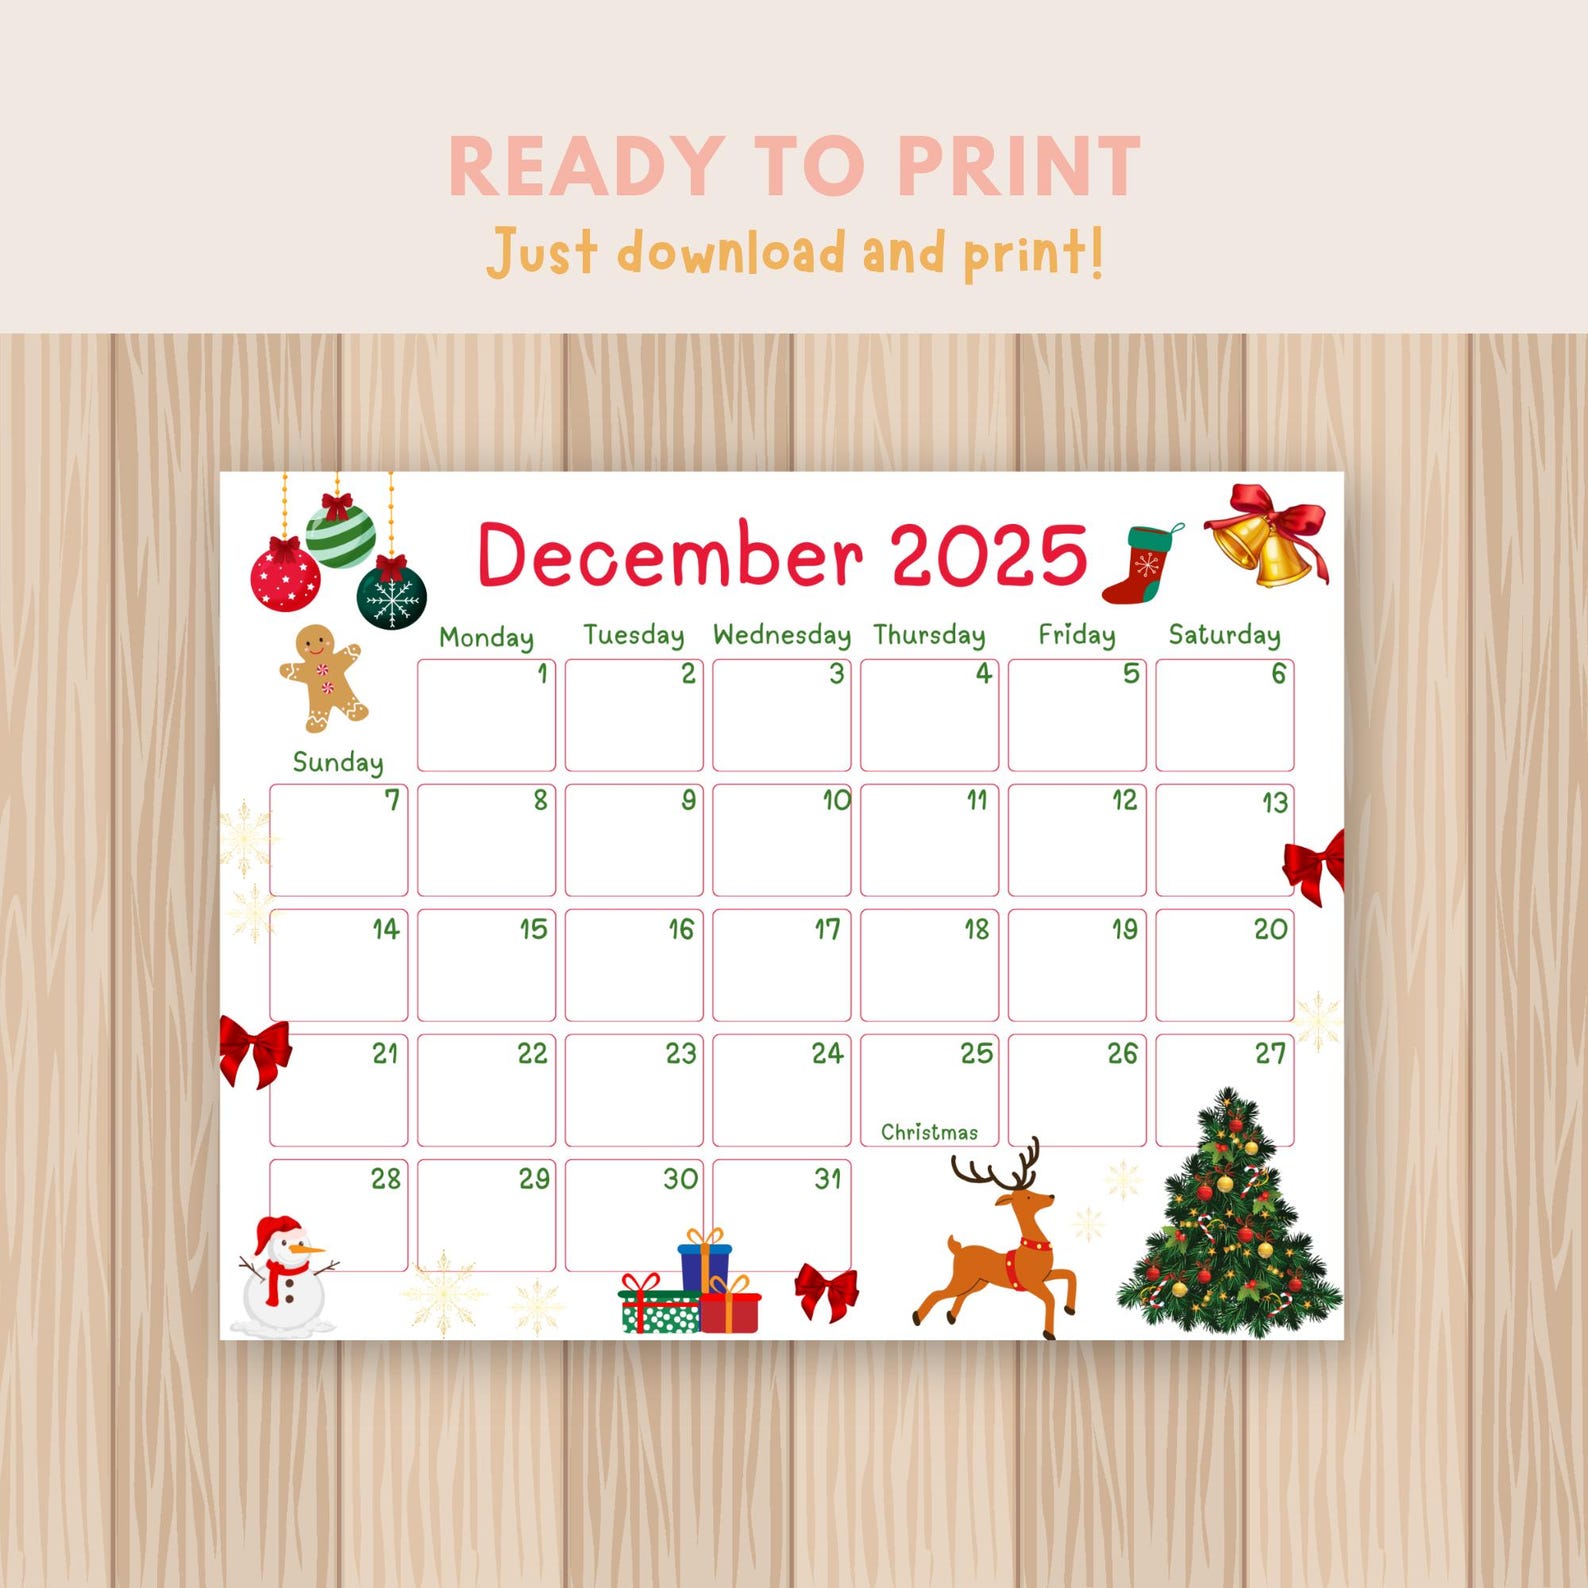 READY TO PRINT
Just download and print!
December 2025
Monday Tuesday Wednesday Thursday Friday Saturday
1 2 3 4 5 6
Sunday
7 8 9 10 11 12 13
14 15 16 17 18 19 20
21 22 23 24 25 26 27
Christmas
28 29 30 31